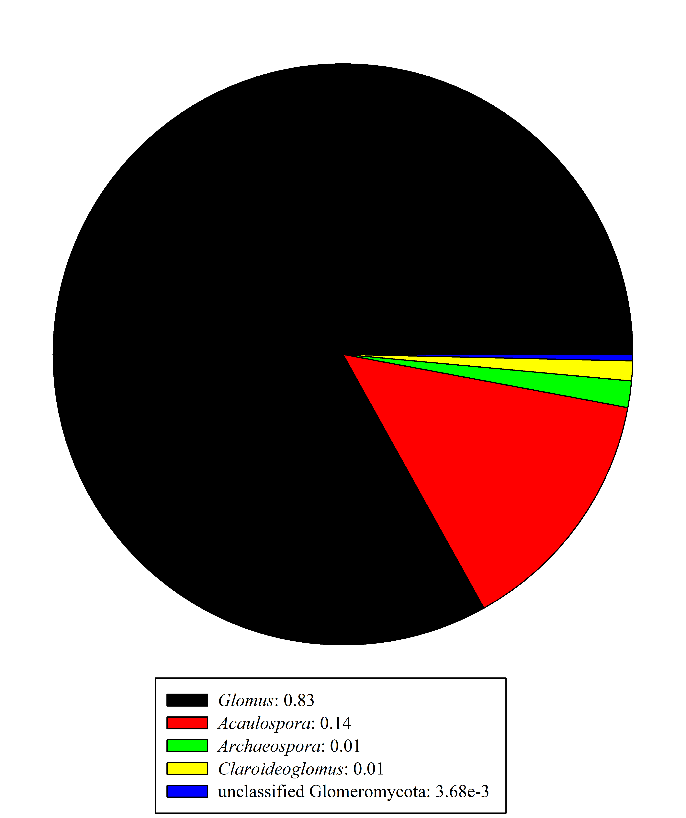 Glomus: 0.83
Acaulospora: 0.14
Archaeospora: 0.01
Claroideoglomus: 0.01
unclassified Glomeromycota: 3.68e-3